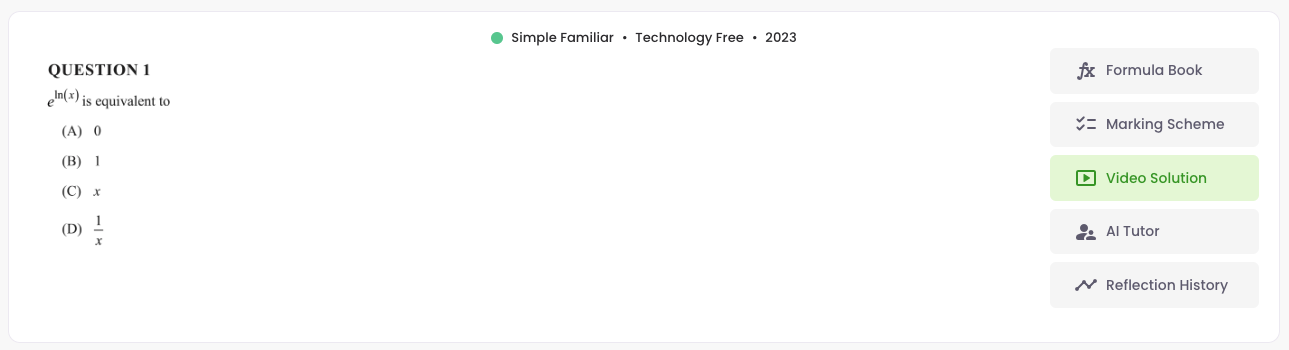 Simple Familiar • Technology Free • 2023
QUESTION 1
e^ln(x) is equivalent to
(A) 0
(B) 1
(C) x
(D) 1/x
Formula Book
Marking Scheme
Video Solution
AI Tutor
Reflection History